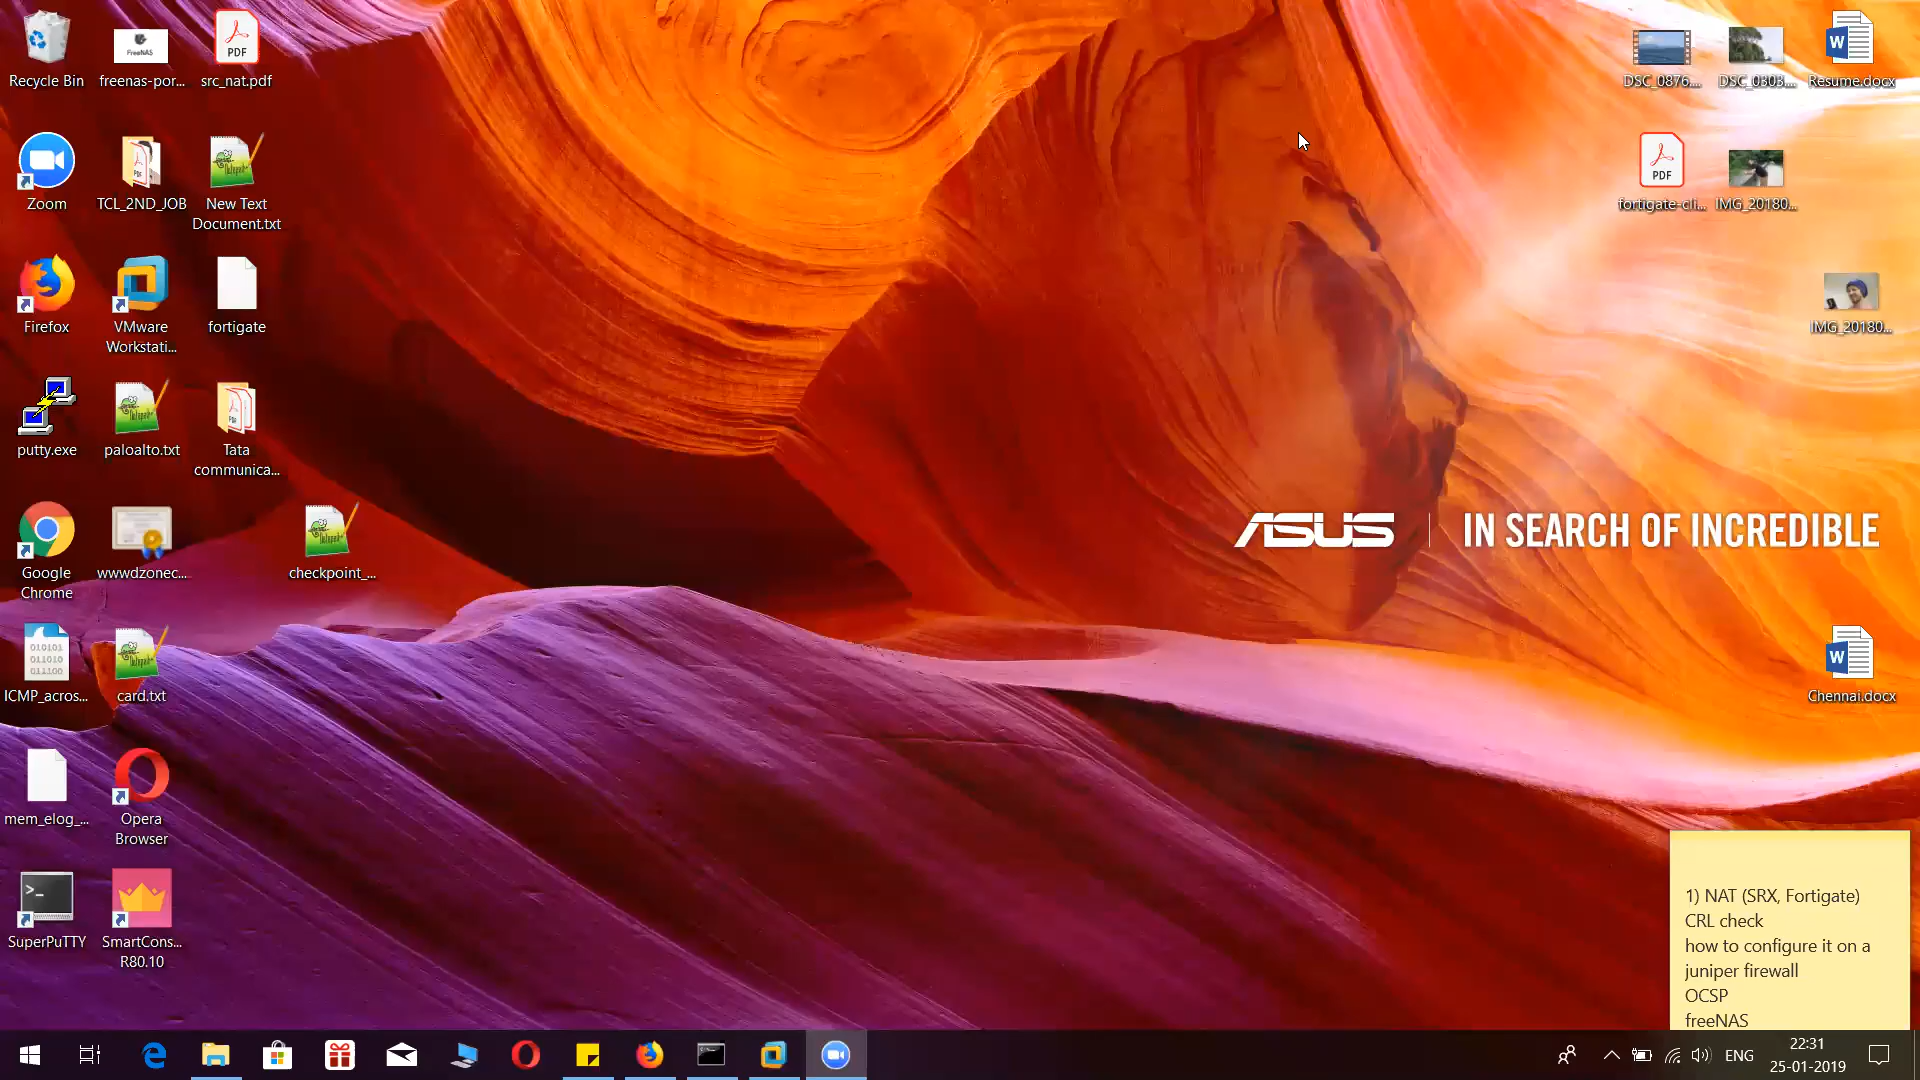 Recycle Bin
freenas-por...
src_nat.pdf
Zoom
TCL_2ND_JOB
New Text
Document.txt
Firefox
VMware
Workstati...
fortigate
putty.exe
paloalto.txt
Tata
communica...
Google
Chrome
wwwdzonec...
checkpoint_...
ICMP_acros...
card.txt
mem_elog_...
Opera
Browser
SuperPuTTY
SmartCons...
R80.10
DSC_0876....
DSC_0303....
Resume.docx
fortigate-cli...
IMG_20180...
IMG_20180...
ASUS
IN SEARCH OF INCREDIBLE
Chennai.docx
1) NAT (SRX, Fortigate)
CRL check
how to configure it on a
juniper firewall
OCSP
freeNAS
ENG
22:31
25-01-2019
PDF
PDF
FreeNAS